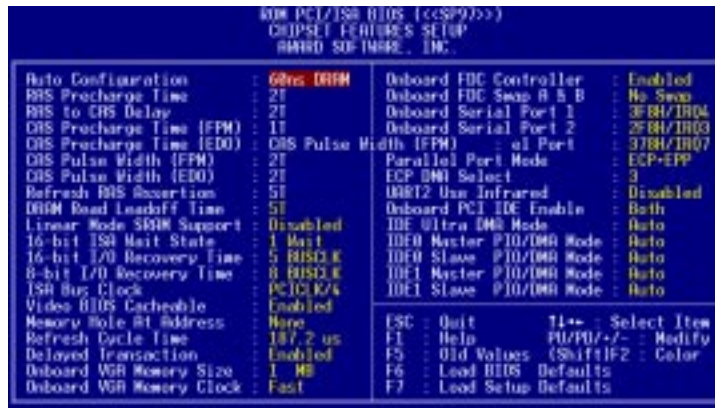 ROM PCI/ISA BIOS (<<SP97>>)
CHIPSET FEATURES SETUP
AWARD SOFTWARE, INC.
Auto Configuration : 60ns DRAM
RAS Precharge Time : 2T
RAS to CAS Delay : 2T
CAS Precharge Time (FPM) : 1T
CAS Precharge Time (EDO) : CAS Pulse Width (FPM) : el Port : 378H/IRQ7
CAS Pulse Width (FPM) : 2T
CAS Pulse Width (EDO) : 2T
Refresh RAS Assertion : 5T
DRAM Read Leadoff Time : 5T
Linear Mode SRAM Support : Disabled
16-bit ISA Wait State : 1 Wait
16-bit I/O Recovery Time : 5 BUSCLK
8-bit I/O Recovery Time : 8 BUSCLK
ISA Bus Clock : PCICLK/4
Video BIOS Cacheable : Enabled
Memory Hole At Address : None
Refresh Cycle Time : 187.2 us
Delayed Transaction : Enabled
Onboard VGA Memory Size : 1 MB
Onboard VGA Memory Clock : Fast
Onboard FDC Controller : Enabled
Onboard FDC Swap A & B : No Swap
Onboard Serial Port 1 : 3F8H/IRQ4
Onboard Serial Port 2 : 2F8H/IRQ3
Parallel Port Mode : ECP+EPP
ECP DMA Select : 3
UART2 Use Infrared : Disabled
Onboard PCI IDE Enable : Both
IDE Ultra DMA Mode : Auto
IDE0 Master PIO/DMA Mode : Auto
IDE0 Slave PIO/DMA Mode : Auto
IDE1 Master PIO/DMA Mode : Auto
IDE1 Slave PIO/DMA Mode : Auto
ESC : Quit ↑↓→← : Select Item
F1 : Help PU/PD/+/- : Modify
F5 : Old Values (Shift)F2 : Color
F6 : Load BIOS Defaults
F7 : Load Setup Defaults